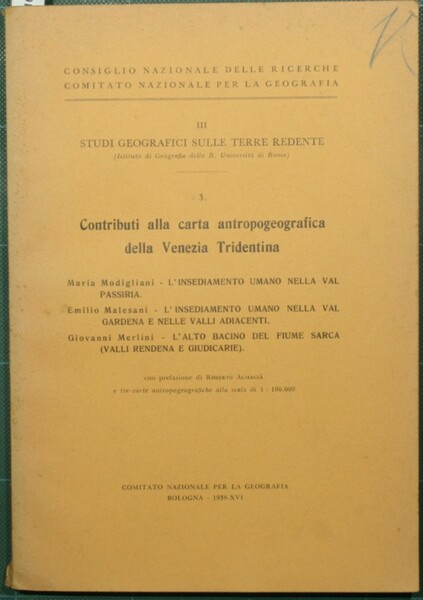 CONSIGLIO NAZIONALE DELLE RICERCHE
COMITATO NAZIONALE PER LA GEOGRAFIA
III
STUDI GEOGRAFICI SULLE TERRE REDENTE
(Istituto di Geografia della R. Università di Roma)
3.
Contributi alla carta antropogeografica
della Venezia Tridentina
Maria Modigliani - L'INSEDIAMENTO UMANO NELLA VAL
PASSIRIA.
Emilio Malesani - L'INSEDIAMENTO UMANO NELLA VAL
GARDENA E NELLE VALLI ADIACENTI.
Giovanni Merlini - L'ALTO BACINO DEL FIUME SARCA
(VALLI RENDENA E GIUDICARIE).
con prefazione di ROBERTO ALMAGIÀ
e tre carte antropogeografiche alla scala di 1 : 100.000
COMITATO NAZIONALE PER LA GEOGRAFIA
BOLOGNA - 1938-XVI